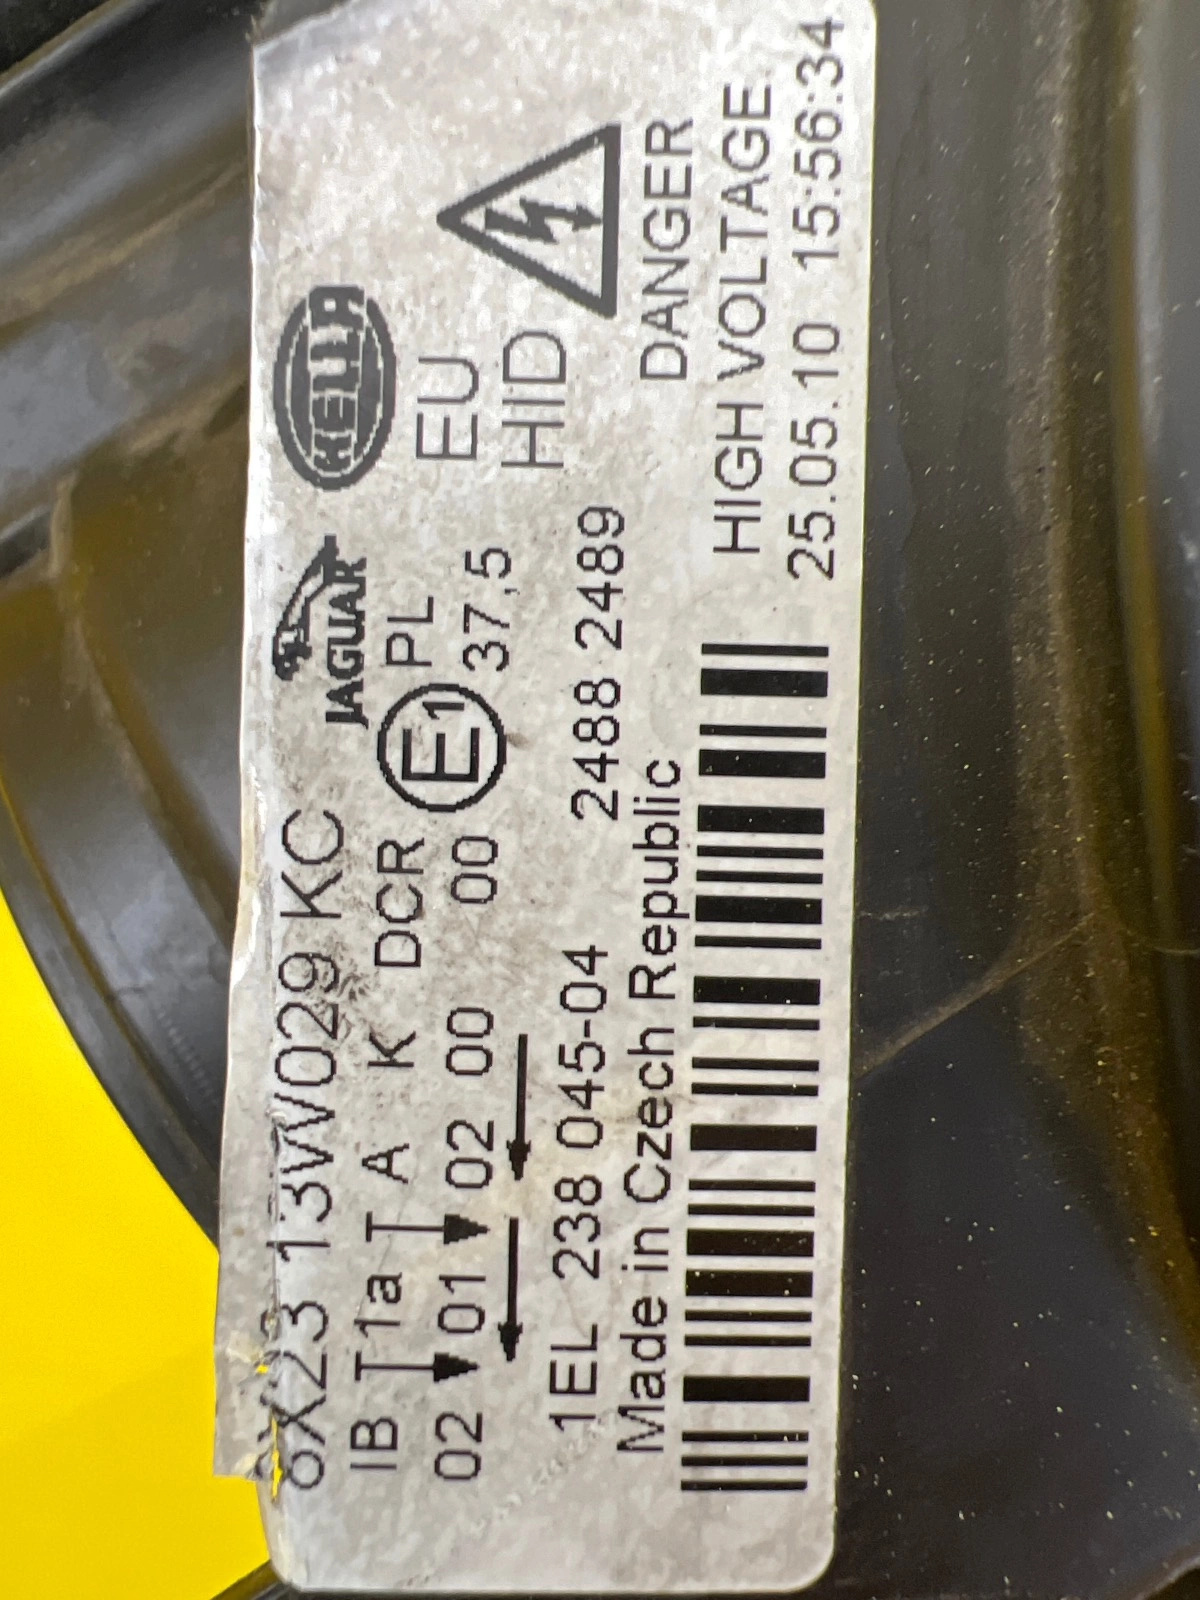 8X23 13W029 KC
JAGUAR
HELLA
IB 1a A K DCR E1 PL EU
02 01 02 00 00 37,5 HID
1EL 238 045-04 2488 2489
Made in Czech Republic
DANGER
HIGH VOLTAGE
25.05.10 15:56:34